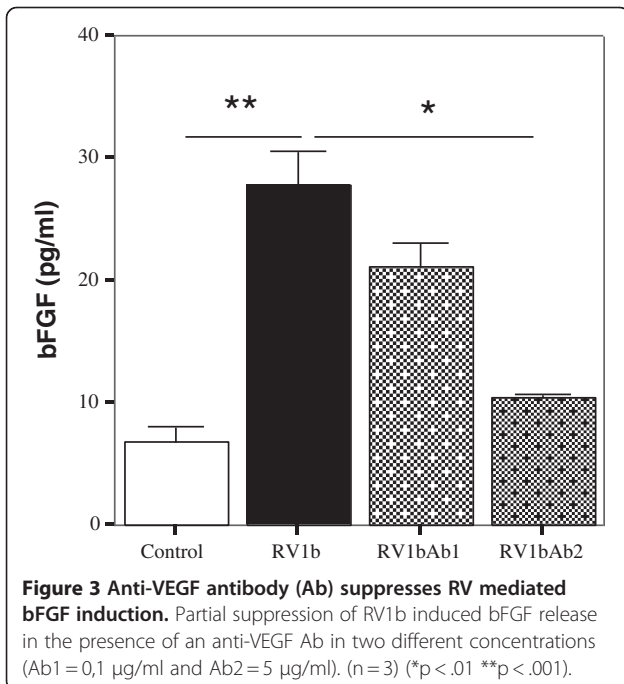 40
30
20
10
0
bFGF (pg/ml)
**
*
Control RV1b RV1bAb1 RV1bAb2
Figure 3 Anti-VEGF antibody (Ab) suppresses RV mediated
bFGF induction. Partial suppression of RV1b induced bFGF release
in the presence of an anti-VEGF Ab in two different concentrations
(Ab1 = 0,1 μg/ml and Ab2 = 5 μg/ml). (n = 3) (*p < .01 **p < .001).